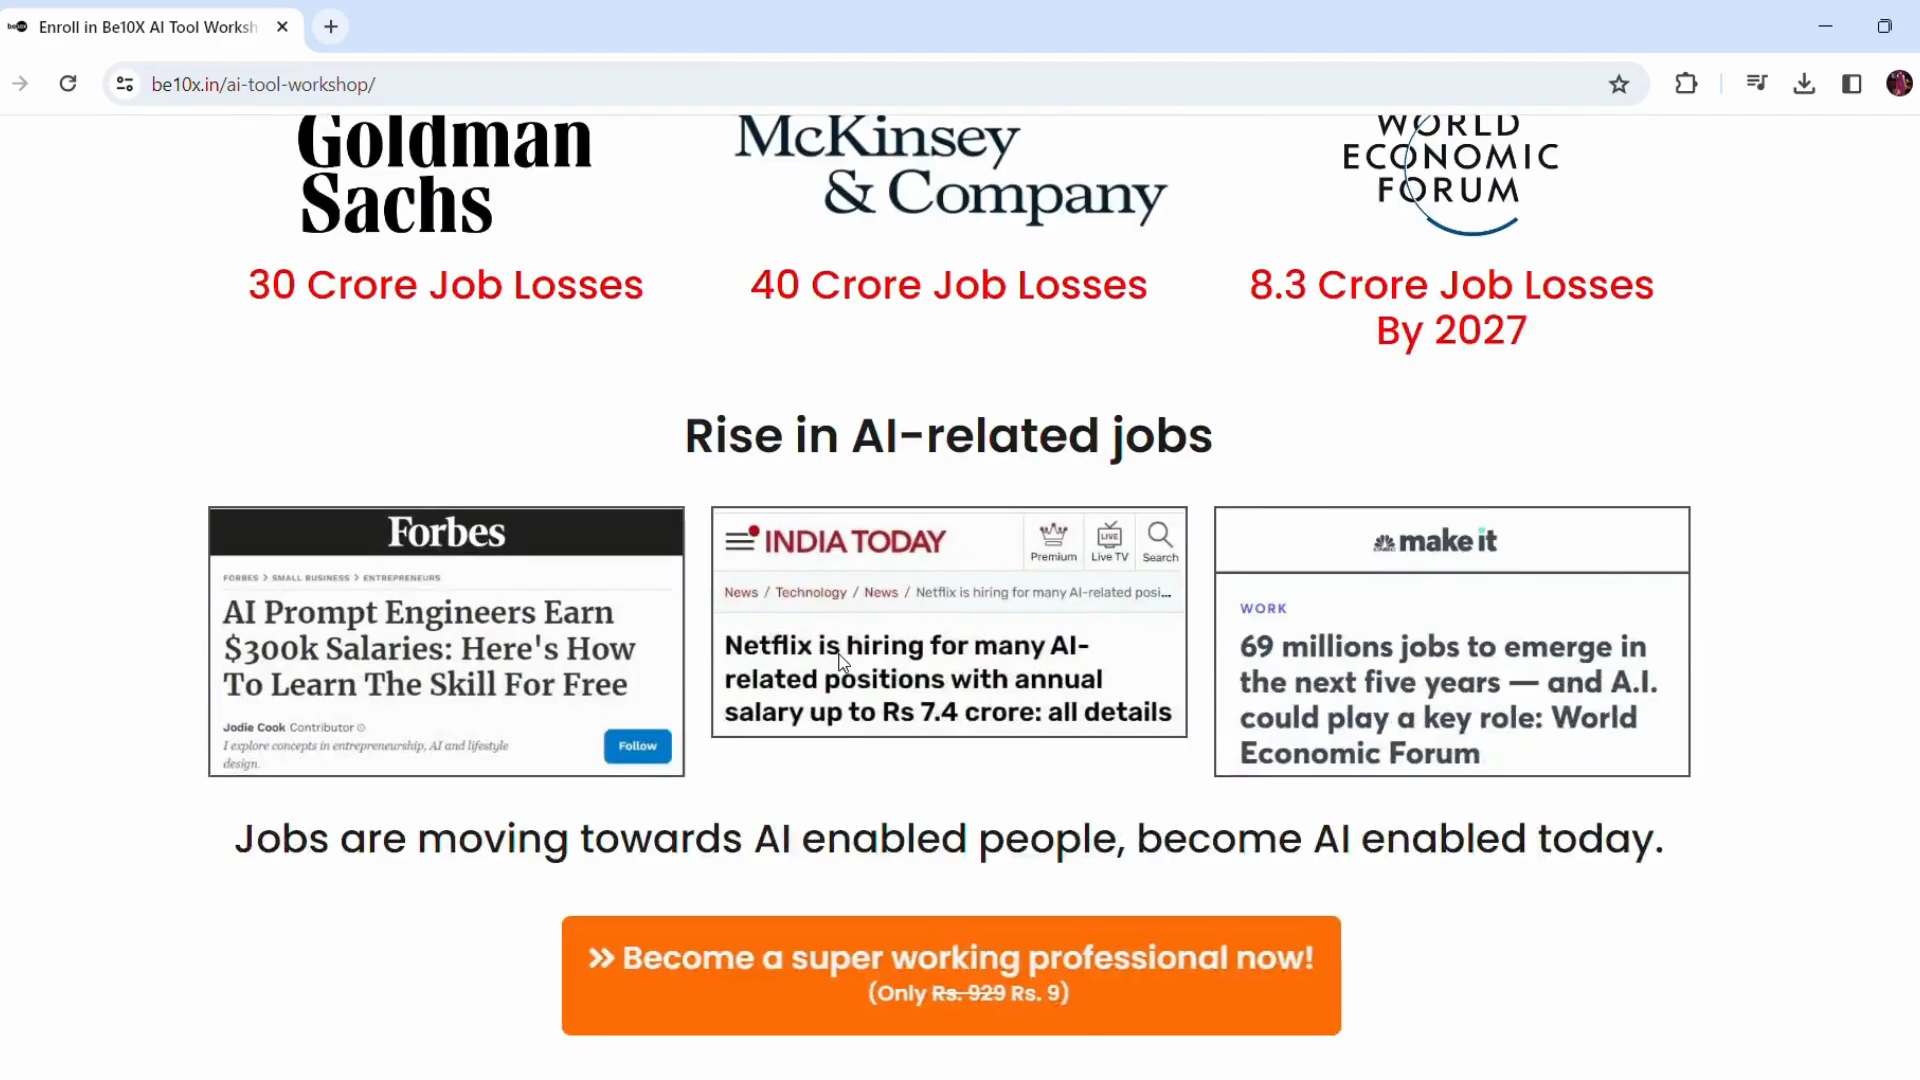 Enroll in Be10X AI Tool Worksh
be10x.in/ai-tool-workshop/
Goldman
Sachs
McKinsey
& Company
WORLD
ECONOMIC
FORUM
30 Crore Job Losses
40 Crore Job Losses
8.3 Crore Job Losses
By 2027
Rise in AI-related jobs
Forbes
FORBES > SMALL BUSINESS > ENTREPRENEURS
AI Prompt Engineers Earn
$300k Salaries: Here's How
To Learn The Skill For Free
Jodie Cook Contributor
I explore concepts in entrepreneurship, AI and lifestyle
design.
Follow
INDIA TODAY
Premium
LIVE
Live TV
Search
News / Technology / News / Netflix is hiring for many AI-related posi...
Netflix is hiring for many AI-
related positions with annual
salary up to Rs 7.4 crore: all details
make it
WORK
69 millions jobs to emerge in
the next five years — and A.I.
could play a key role: World
Economic Forum
Jobs are moving towards AI enabled people, become AI enabled today.
>> Become a super working professional now!
(Only Rs. 929 Rs. 9)